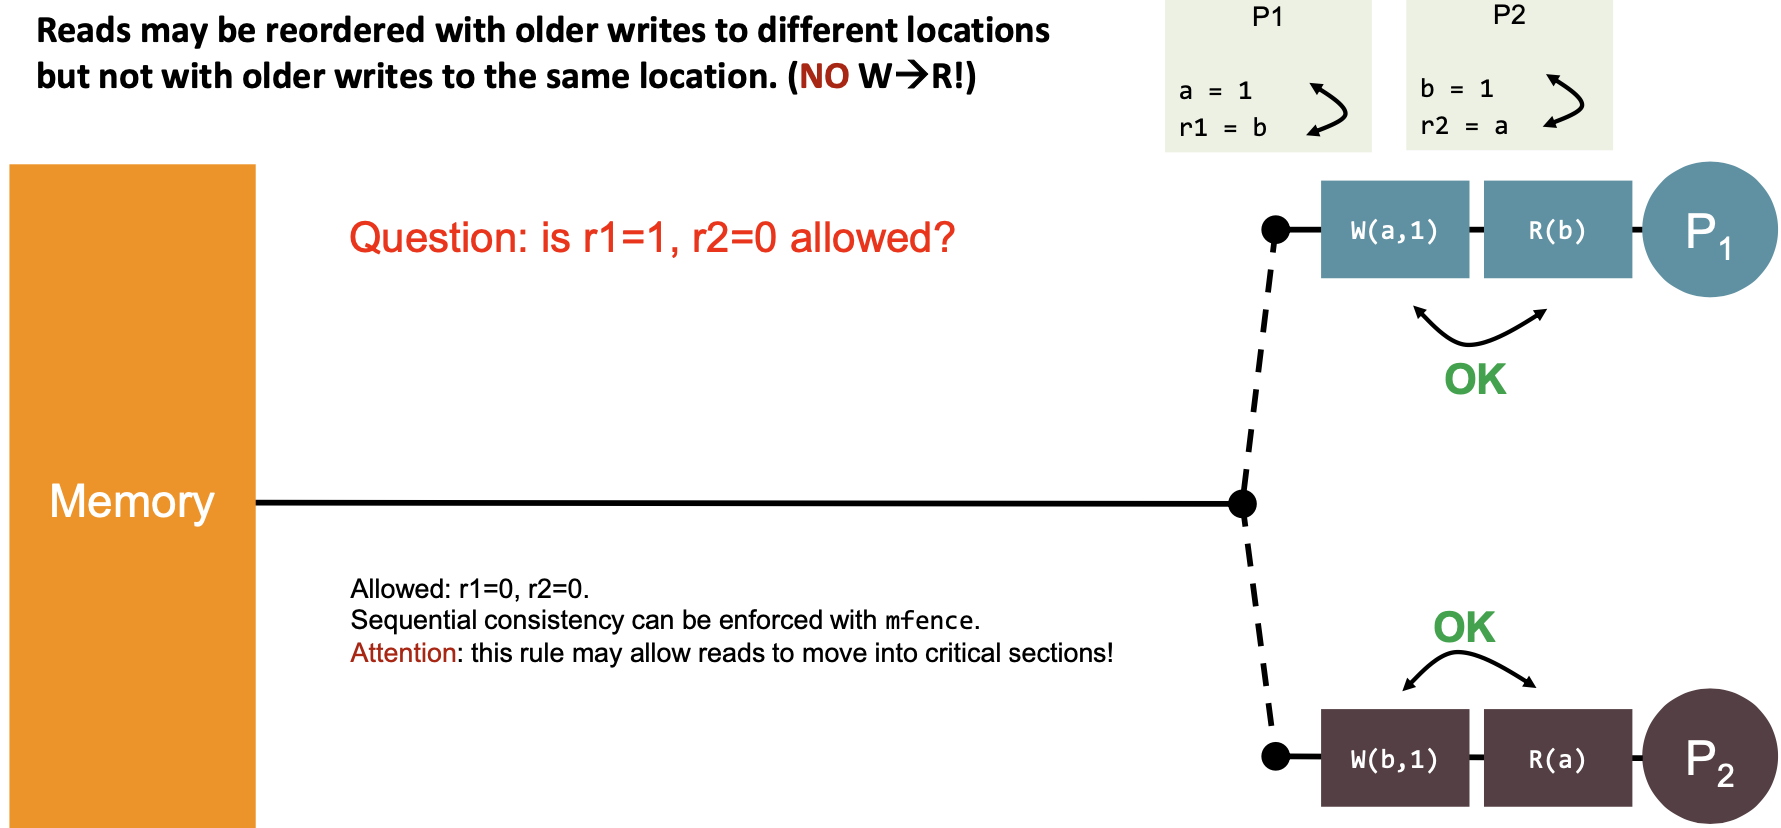 Reads may be reordered with older writes to different locations
but not with older writes to the same location. (NO W→R!)
P1
a = 1
r1 = b
P2
b = 1
r2 = a
Question: is r1=1, r2=0 allowed?
W(a,1)
R(b)
P1
OK
Memory
Allowed: r1=0, r2=0.
Sequential consistency can be enforced with mfence.
Attention: this rule may allow reads to move into critical sections!
OK
W(b,1)
R(a)
P2